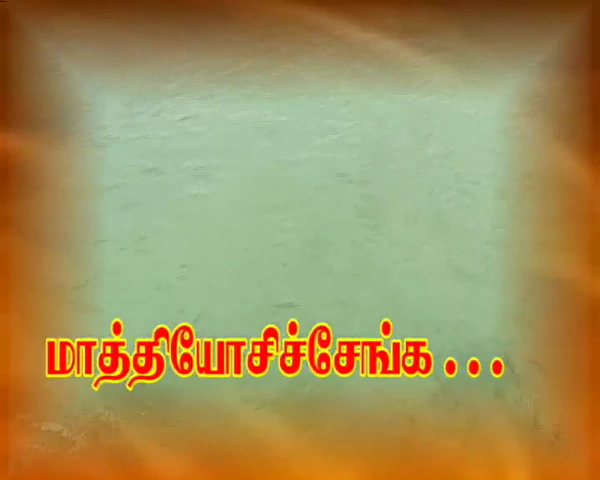 மாத்தியோசிச்சேங்க . . .